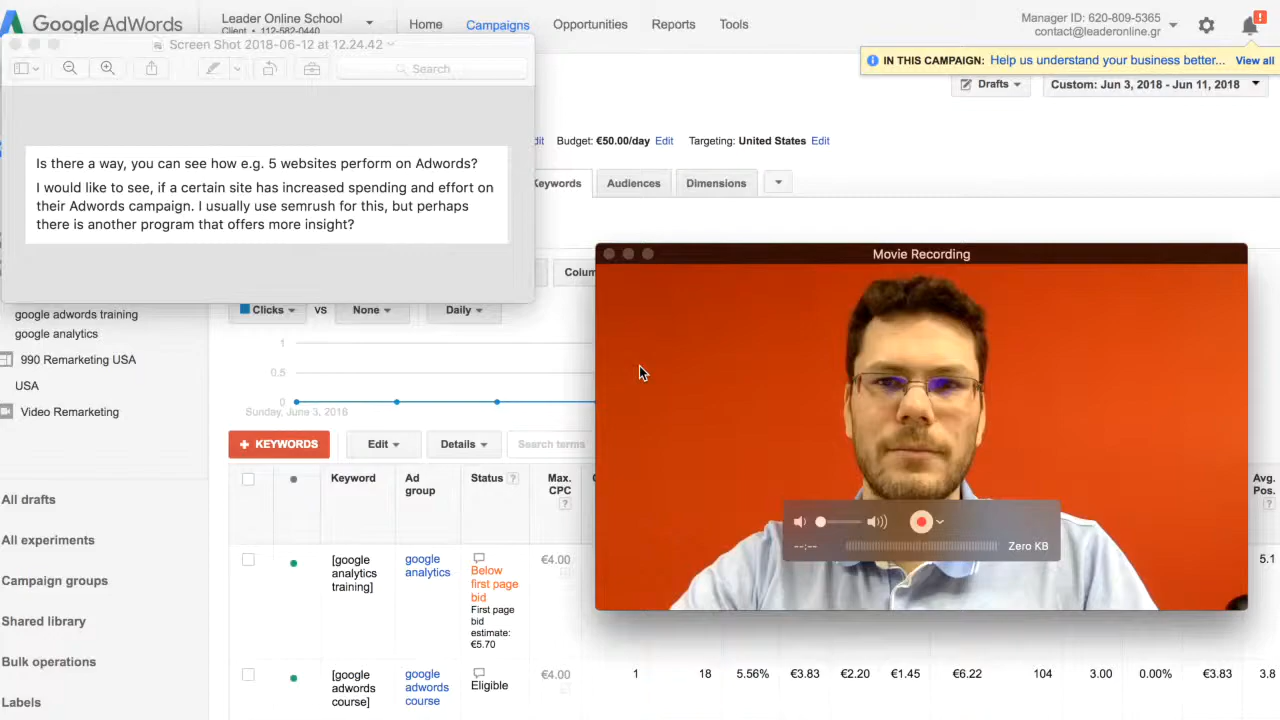 Google AdWords
Leader Online School
Client • 112-582-0440
Home
Campaigns
Opportunities
Reports
Tools
Manager ID: 620-809-5365
contact@leaderonline.gr
!
Screen Shot 2018-06-12 at 12.24.42
Search
IN THIS CAMPAIGN: Help us understand your business better... View all
Drafts
Custom: Jun 3, 2018 - Jun 11, 2018
Budget: €50.00/day Edit
Targeting: United States Edit
Is there a way, you can see how e.g. 5 websites perform on Adwords?
I would like to see, if a certain site has increased spending and effort on
their Adwords campaign. I usually use semrush for this, but perhaps
there is another program that offers more insight?
Keywords
Audiences
Dimensions
Movie Recording
google adwords training
google analytics
990 Remarketing USA
USA
Video Remarketing
All drafts
All experiments
Campaign groups
Shared library
Bulk operations
Labels
Clicks
VS
None
Daily
1
0.5
0
Sunday, June 3, 2018
+ KEYWORDS
Edit
Details
Search terms
Keyword
Ad
group
Status ?
Max.
CPC
?
Avg.
Pos.
?
[google
analytics
training]
google
analytics
Below
first page
bid
First page
bid
estimate:
€5.70
€4.00
5.1
--:--
Zero KB
[google
adwords
course]
google
adwords
course
Eligible
€4.00
1
18
5.56%
€3.83
€2.20
€1.45
€6.22
104
3.00
0.00%
€3.83
3.8